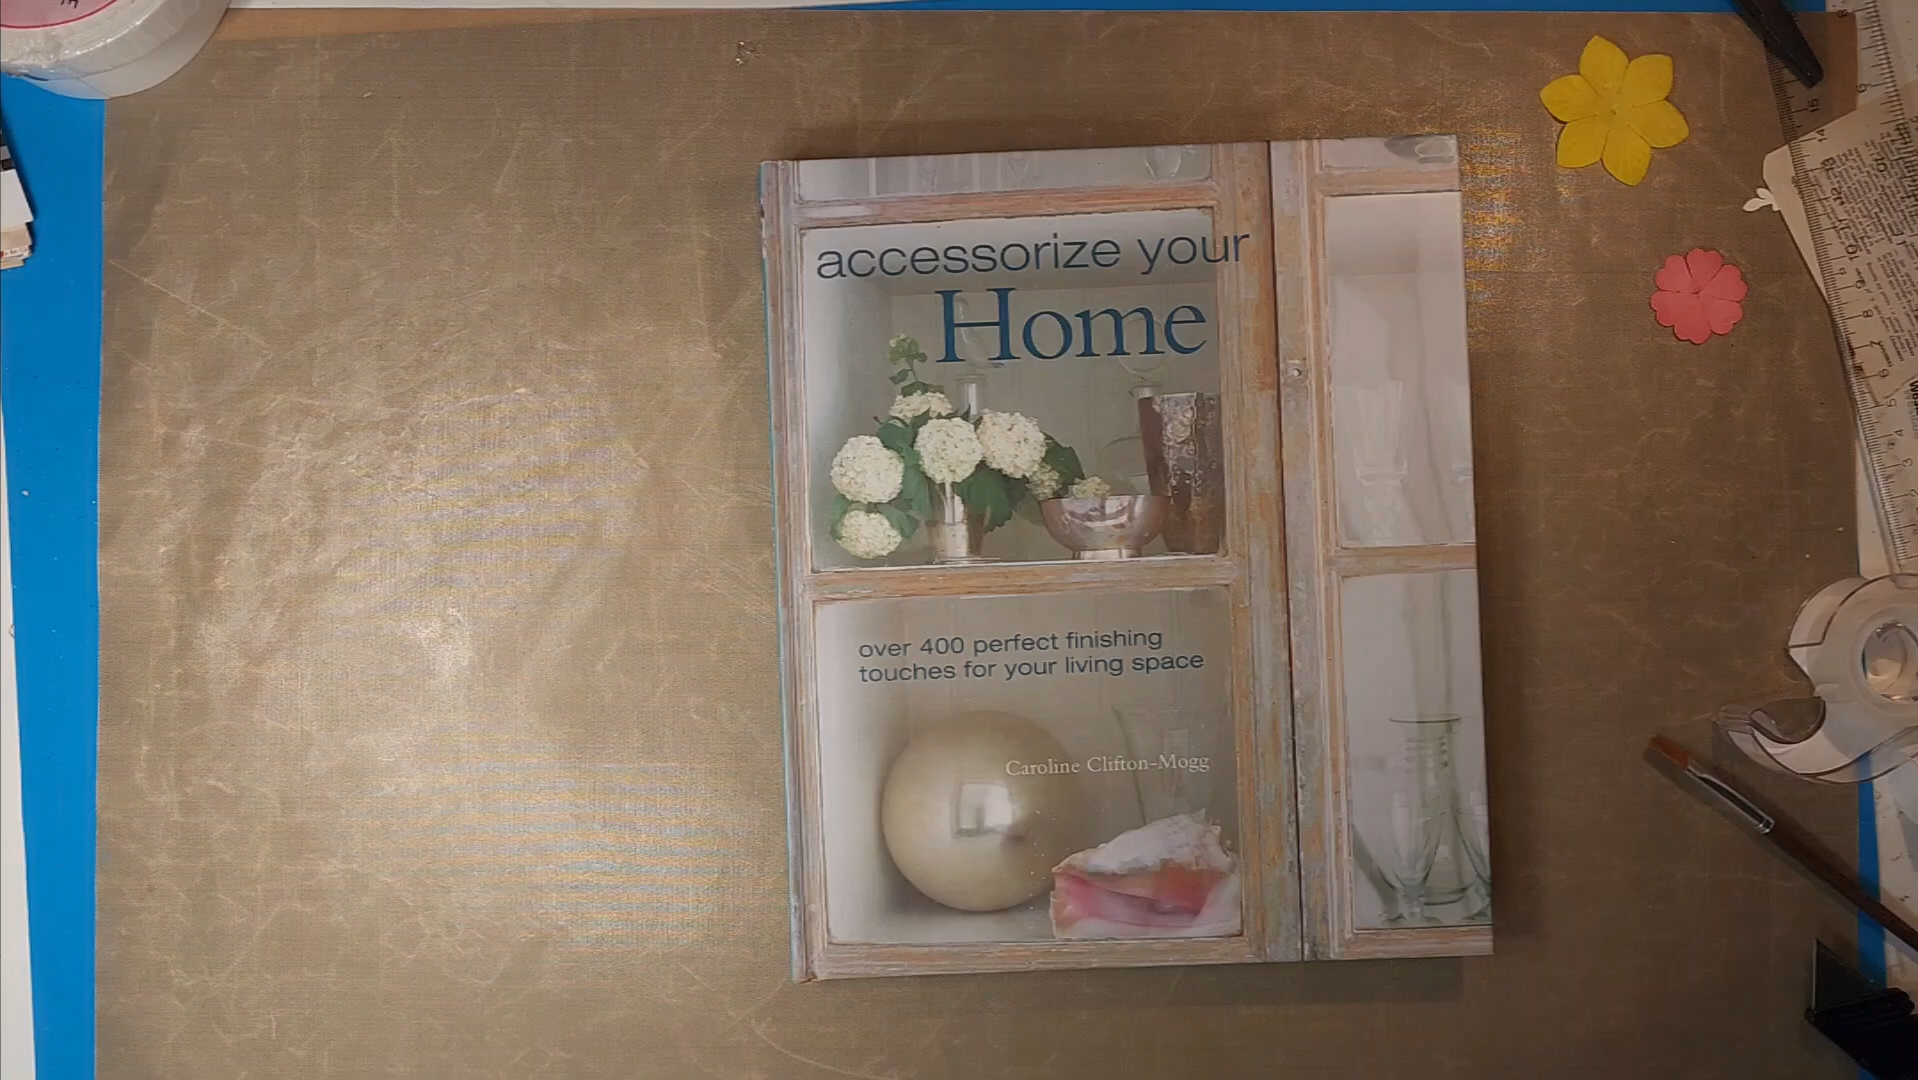 accessorize your
Home
over 400 perfect finishing
touches for your living space
Caroline Clifton-Mogg